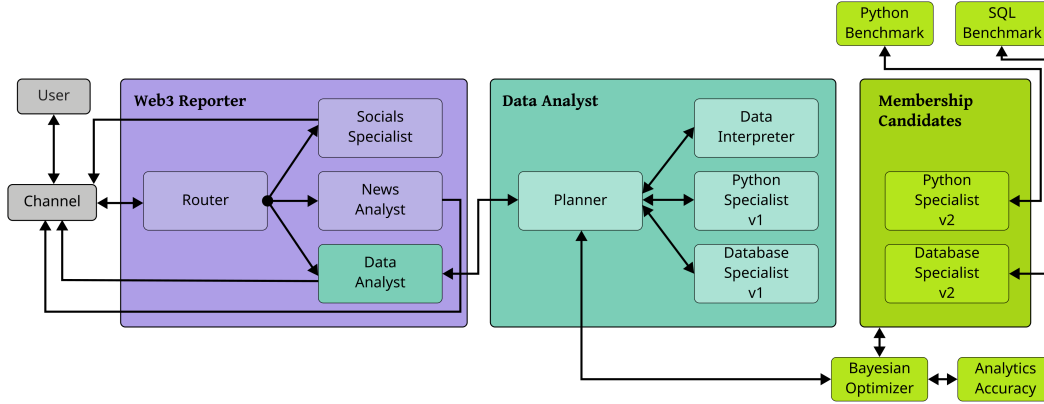 Python
Benchmark
SQL
Benchmark
User
Channel
Web3 Reporter
Socials
Specialist
Router
News
Analyst
Data
Analyst
Data Analyst
Data
Interpreter
Planner
Python
Specialist
v1
Database
Specialist
v1
Membership
Candidates
Python
Specialist
v2
Database
Specialist
v2
Bayesian
Optimizer
Analytics
Accuracy